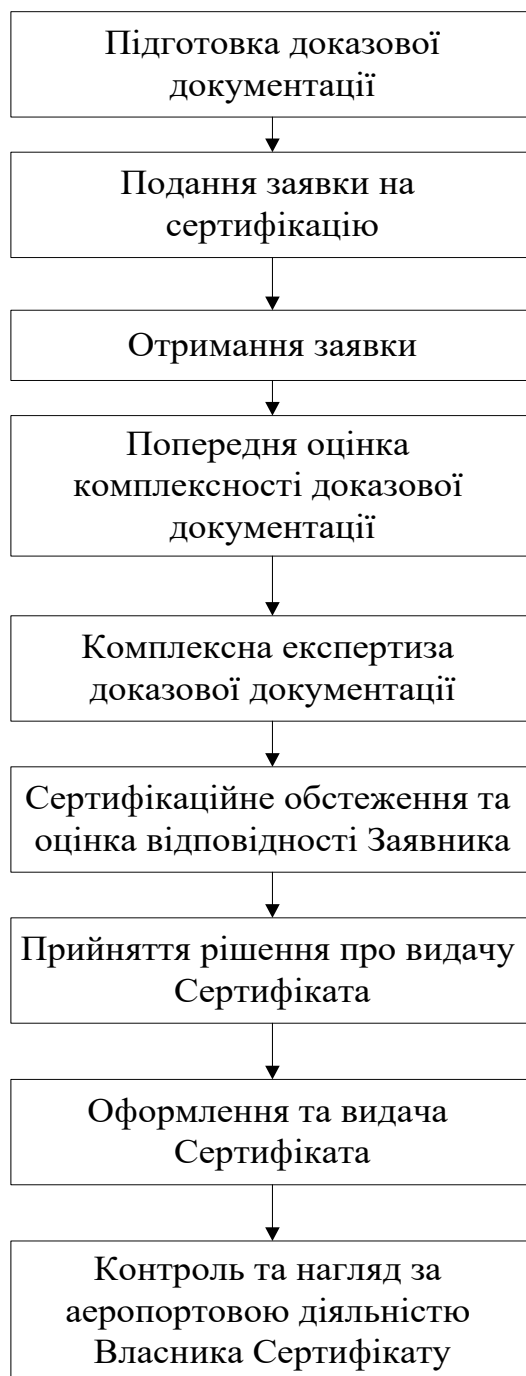 Підготовка доказової
документації
Подання заявки на
сертифікацію
Отримання заявки
Попередня оцінка
комплексності доказової
документації
Комплексна експертиза
доказової документації
Сертифікаційне обстеження та
оцінка відповідності Заявника
Прийняття рішення про видачу
Сертифіката
Оформлення та видача
Сертифіката
Контроль та нагляд за
аеропортовою діяльністю
Власника Сертифікату